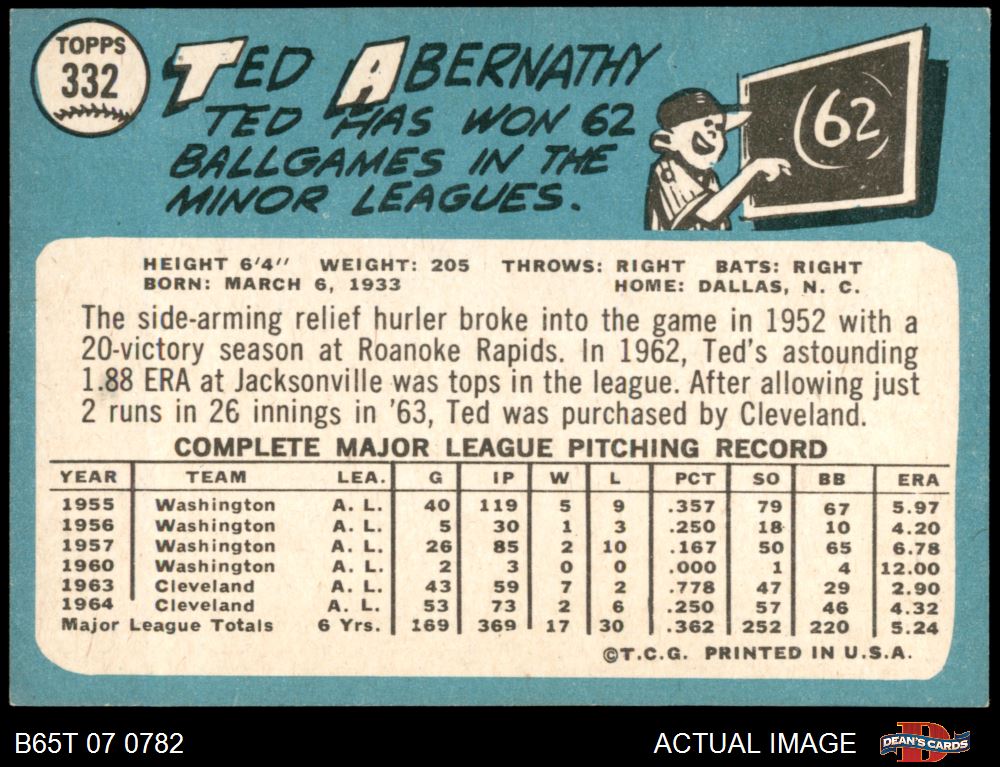 TOPPS
332
TED ABERNATHY
TED HAS WON 62
BALLGAMES IN THE
MINOR LEAGUES.
62
HEIGHT 6'4" WEIGHT: 205 THROWS: RIGHT BATS: RIGHT
BORN: MARCH 6, 1933 HOME: DALLAS, N. C.
The side-arming relief hurler broke into the game in 1952 with a
20-victory season at Roanoke Rapids. In 1962, Ted's astounding
1.88 ERA at Jacksonville was tops in the league. After allowing just
2 runs in 26 innings in '63, Ted was purchased by Cleveland.
COMPLETE MAJOR LEAGUE PITCHING RECORD
YEAR TEAM LEA. G IP W L PCT SO BB ERA
1955 Washington A. L. 40 119 5 9 .357 79 67 5.97
1956 Washington A. L. 5 30 1 3 .250 18 10 4.20
1957 Washington A. L. 26 85 2 10 .167 50 65 6.78
1960 Washington A. L. 2 3 0 0 .000 1 4 12.00
1963 Cleveland A. L. 43 59 7 2 .778 47 29 2.90
1964 Cleveland A. L. 53 73 2 6 .250 57 46 4.32
Major League Totals 6 Yrs. 169 369 17 30 .362 252 220 5.24
©T.C.G. PRINTED IN U.S.A.
B65T 07 0782 ACTUAL IMAGE DEAN'S CARDS